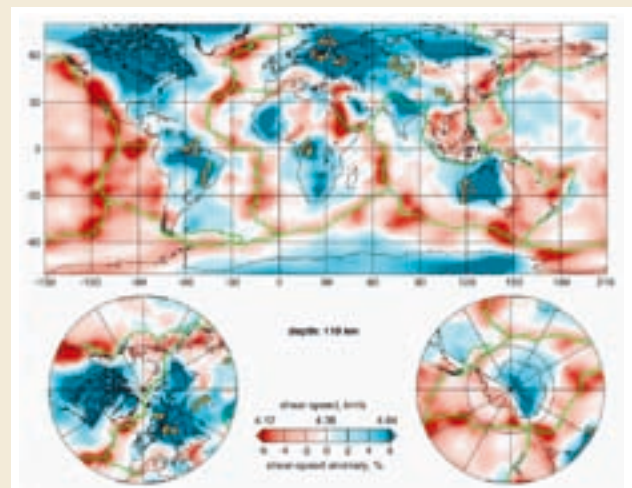 60
30
0
-30
-60
-150 -120 -90 -60 -30 0 30 60 90 120 150 180 210
depth: 110 km
shear-speed, km/s
4.12 4.38 4.64
-4 -2 0 2 4 6
shear-speed anomaly, %